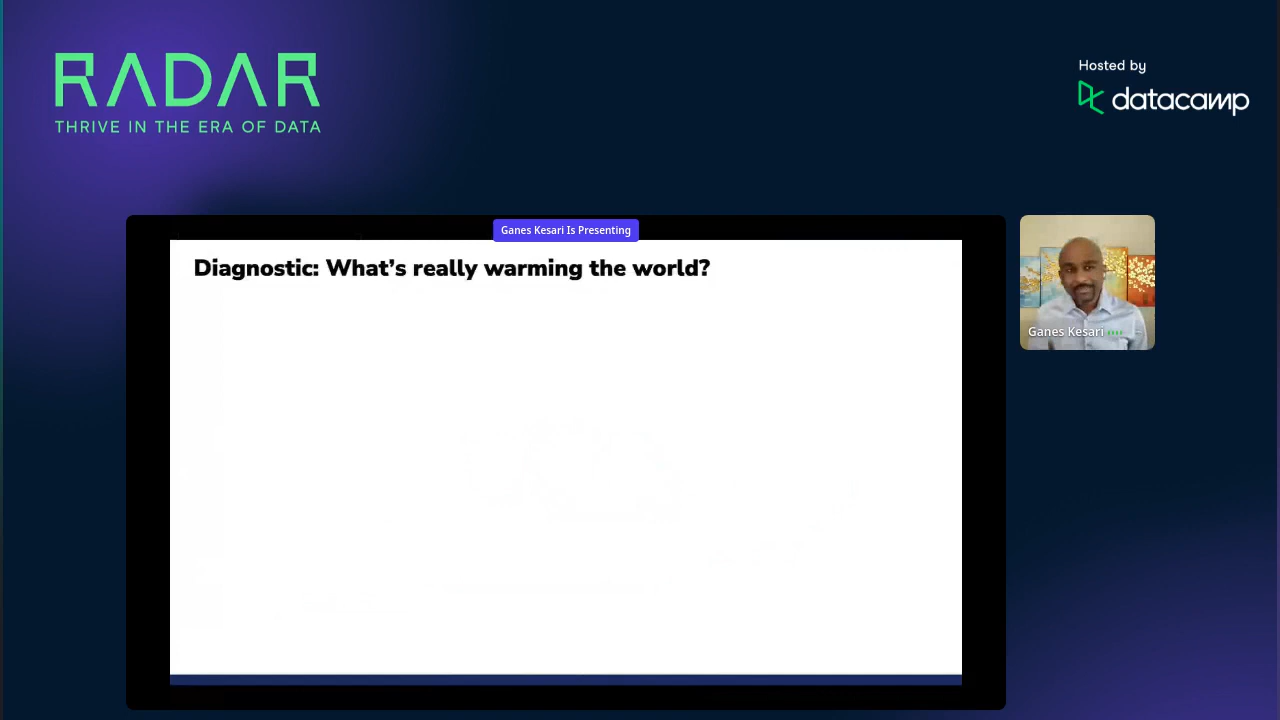 RADAR
THRIVE IN THE ERA OF DATA
Hosted by
datacamp
Ganes Kesari Is Presenting
Diagnostic: What's really warming the world?
Ganes Kesari